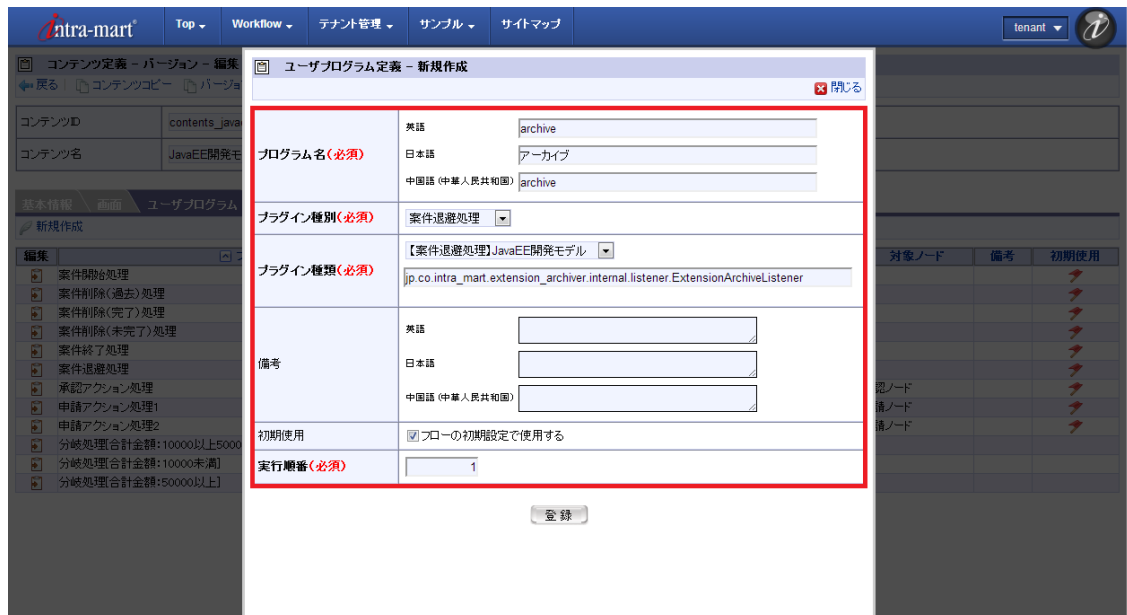 intra-mart
Top
Workflow
テナント管理
サンプル
サイトマップ
tenant
コンテンツ定義 - バージョン - 編集
戻る
コンテンツコピー
コンテンツID
コンテンツ名
JavaEE開発モ
基本情報
画面
ユーザプログラム
新規作成
編集
対象ノード
備考
初期使用
案件開始処理
案件削除(過去)処理
案件削除(完了)処理
案件削除(未完了)処理
案件終了処理
案件退避処理
承認アクション処理
申請アクション処理1
申請アクション処理2
分岐処理[合計金額:10000以上5000
分岐処理[合計金額:10000未満]
分岐処理[合計金額:50000以上]
認ノード
請ノード
請ノード
ユーザプログラム定義 - 新規作成
閉じる
プログラム名(必須)
英語
archive
日本語
アーカイブ
中国語 (中華人民共和国)
archive
プラグイン種別(必須)
案件退避処理
プラグイン種類(必須)
【案件退避処理】JavaEE開発モデル
jp.co.intra_mart.extension_archiver.internal.listener.ExtensionArchiveListener
備考
英語
日本語
中国語 (中華人民共和国)
初期使用
フローの初期設定で使用する
実行順番(必須)
1
登録